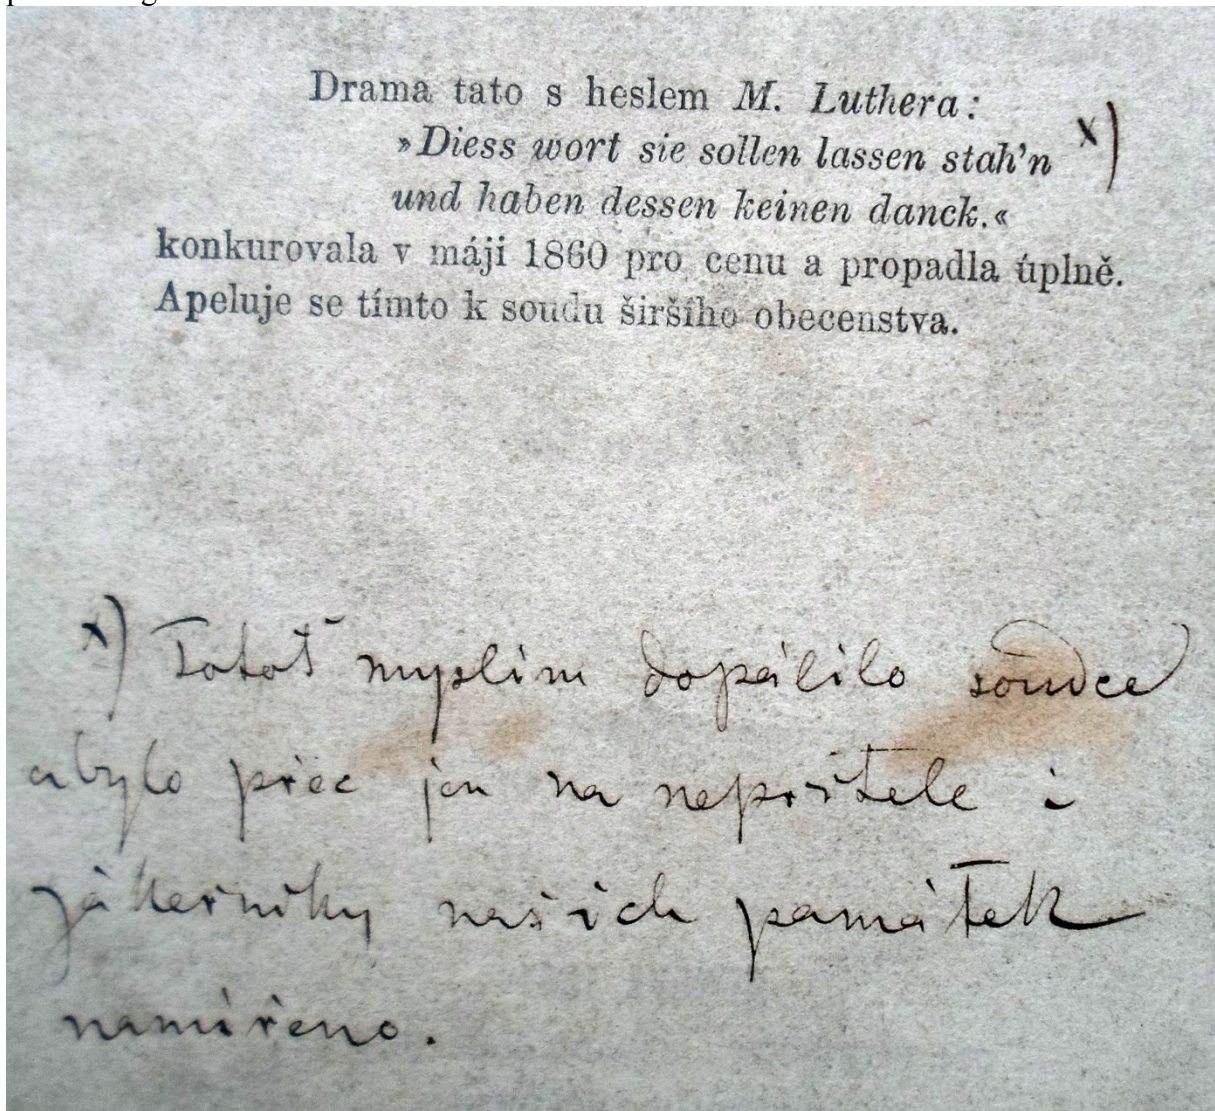 Drama tato s heslem M. Luthera:
»Diess wort sie sollen lassen stah'n x)
und haben dessen keinen danck.«
konkurovala v máji 1860 pro cenu a propadla úplně.
Apeluje se tímto k soudu širšího obecenstva.
x) Totoť myslím dopálilo soudce
a bylo přec jen na nepřítele i
zákeřníky našich památek
namířeno.